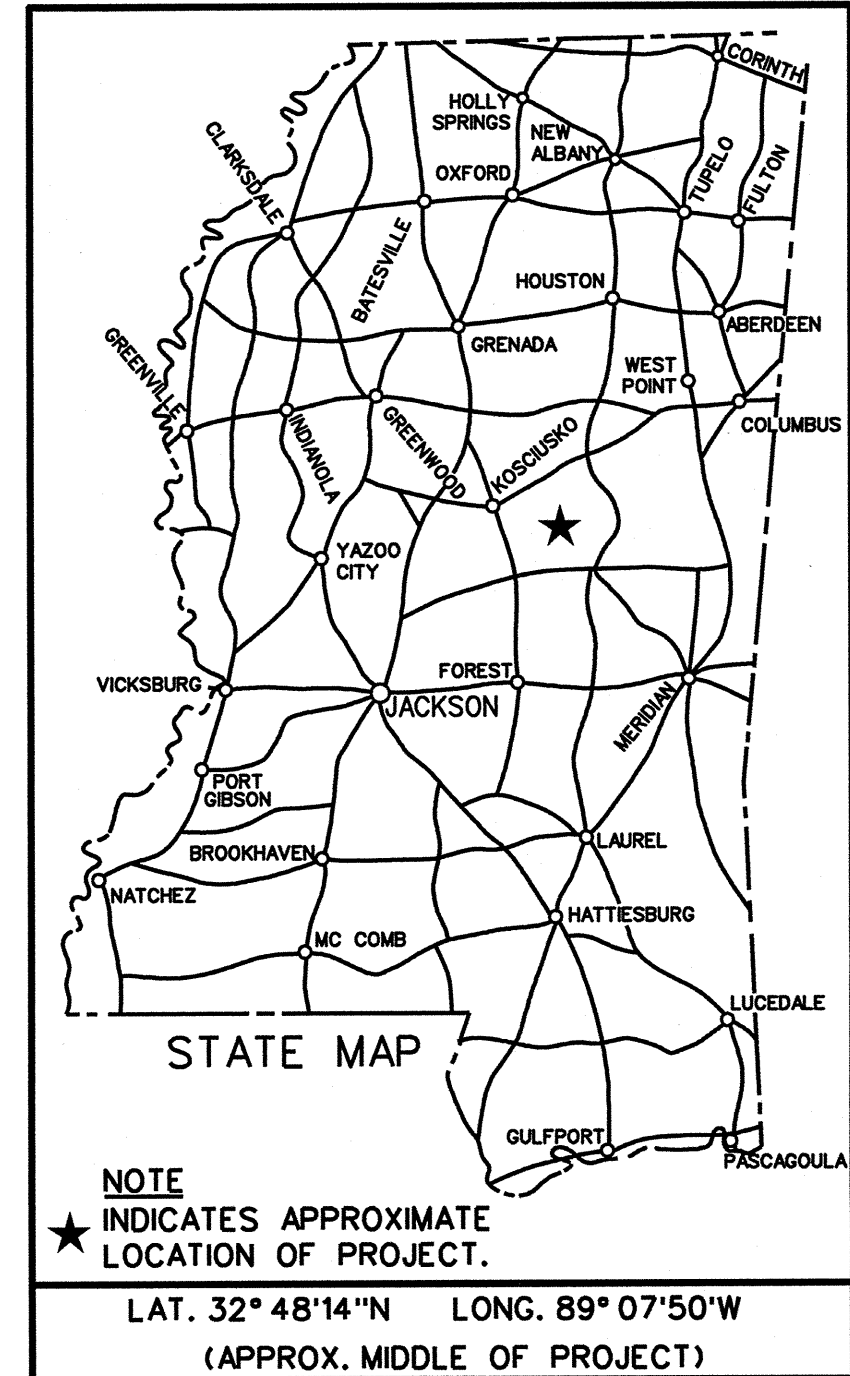 CORINTH
HOLLY
SPRINGS
NEW
ALBANY
CLARKSDALE
OXFORD
TUPELO
FULTON
BATESVILLE
HOUSTON
ABERDEEN
GRENADA
GREENVILLE
WEST
POINT
COLUMBUS
INDIANOLA
GREENWOOD
KOSCIUSKO
YAZOO
CITY
VICKSBURG
FOREST
JACKSON
MERIDIAN
PORT
GIBSON
BROOKHAVEN
LAUREL
NATCHEZ
HATTIESBURG
MC COMB
LUCEDALE
STATE MAP
GULFPORT
PASCAGOULA
NOTE
INDICATES APPROXIMATE
LOCATION OF PROJECT.
LAT. 32° 48'14"N LONG. 89° 07'50'W
(APPROX. MIDDLE OF PROJECT)